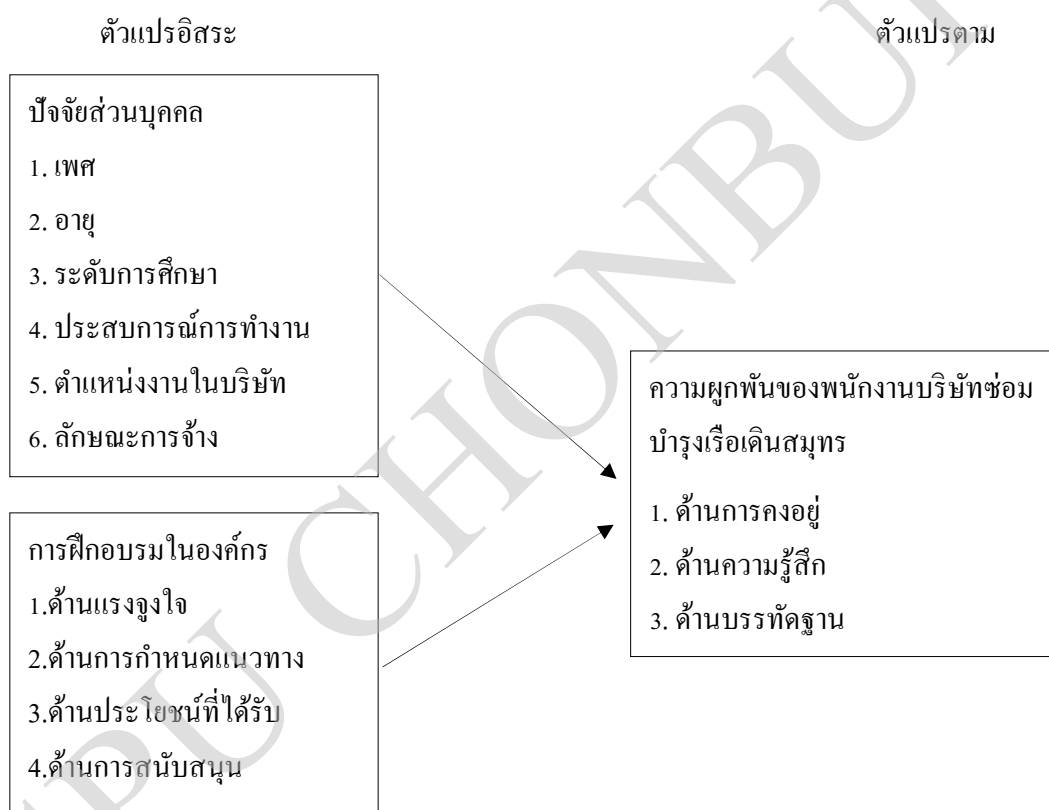 ตัวแปรอิสระ
ตัวแปรตาม
ปัจจัยส่วนบุคคล
1. เพศ
2. อายุ
3. ระดับการศึกษา
4. ประสบการณ์การทำงาน
5. ตำแหน่งงานในบริษัท
6. ลักษณะการจ้าง
การฝึกอบรมในองค์กร
1.ด้านแรงจูงใจ
2.ด้านการกำหนดแนวทาง
3.ด้านประโยชน์ที่ได้รับ
4.ด้านการสนับสนุน
ความผูกพันของพนักงานบริษัทซ่อม
บำรุงเรือเดินสมุทร
1. ด้านการคงอยู่
2. ด้านความรู้สึก
3. ด้านบรรทัดฐาน